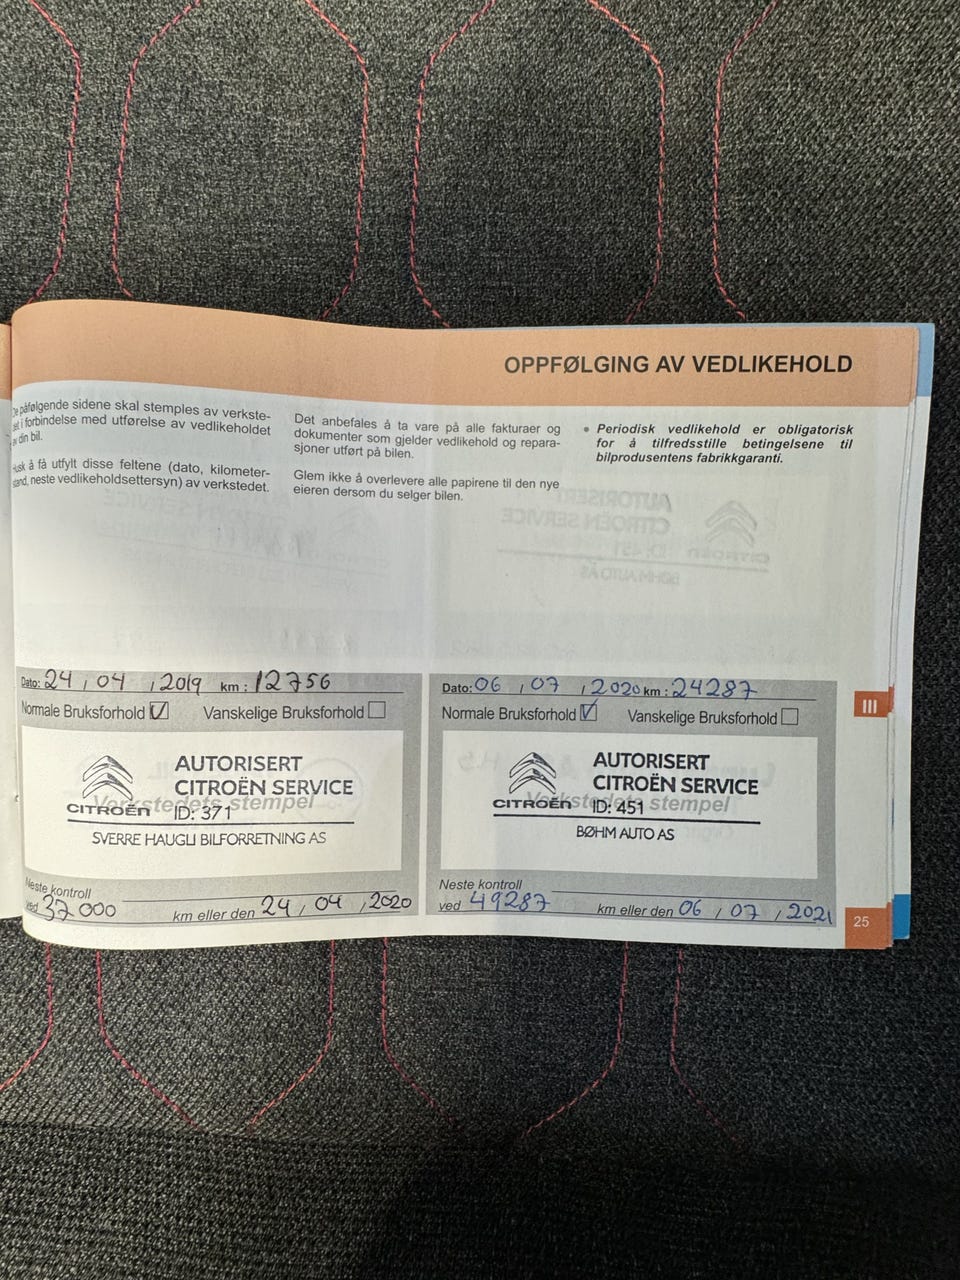 OPPFØLGING AV VEDLIKEHOLD
påfølgende sidene skal stemples av verkste-
i forbindelse med utførelse av vedlikeholdet
din bil.
å få utfylt disse feltene (dato, kilometer-
neste vedlikeholdsettersyn) av verkstedet.
Det anbefales å ta vare på alle fakturaer og
dokumenter som gjelder vedlikehold og repara-
sjoner utført på bilen.
Glem ikke å overlevere alle papirene til den nye
eieren dersom du selger bilen.
• Periodisk vedlikehold er obligatorisk
for å tilfredsstille betingelsene til
bilprodusentens fabrikkgaranti.
Dato: 24 / 04 / 2019 km : 12756
Normale Bruksforhold ☑ Vanskelige Bruksforhold ☐
Verkstedets stempel
AUTORISERT
CITROËN SERVICE
CITROËN ID: 371
SVERRE HAUGLI BILFORRETNING AS
Neste kontroll
ved 37 000 km eller den 24 / 04 / 2020
Dato: 06 / 07 / 2020 km : 24287
Normale Bruksforhold ☑ Vanskelige Bruksforhold ☐
Verkstedets stempel
AUTORISERT
CITROËN SERVICE
CITROËN ID: 451
BØHM AUTO AS
Neste kontroll
ved 49287 km eller den 06 / 07 / 2021
III
25